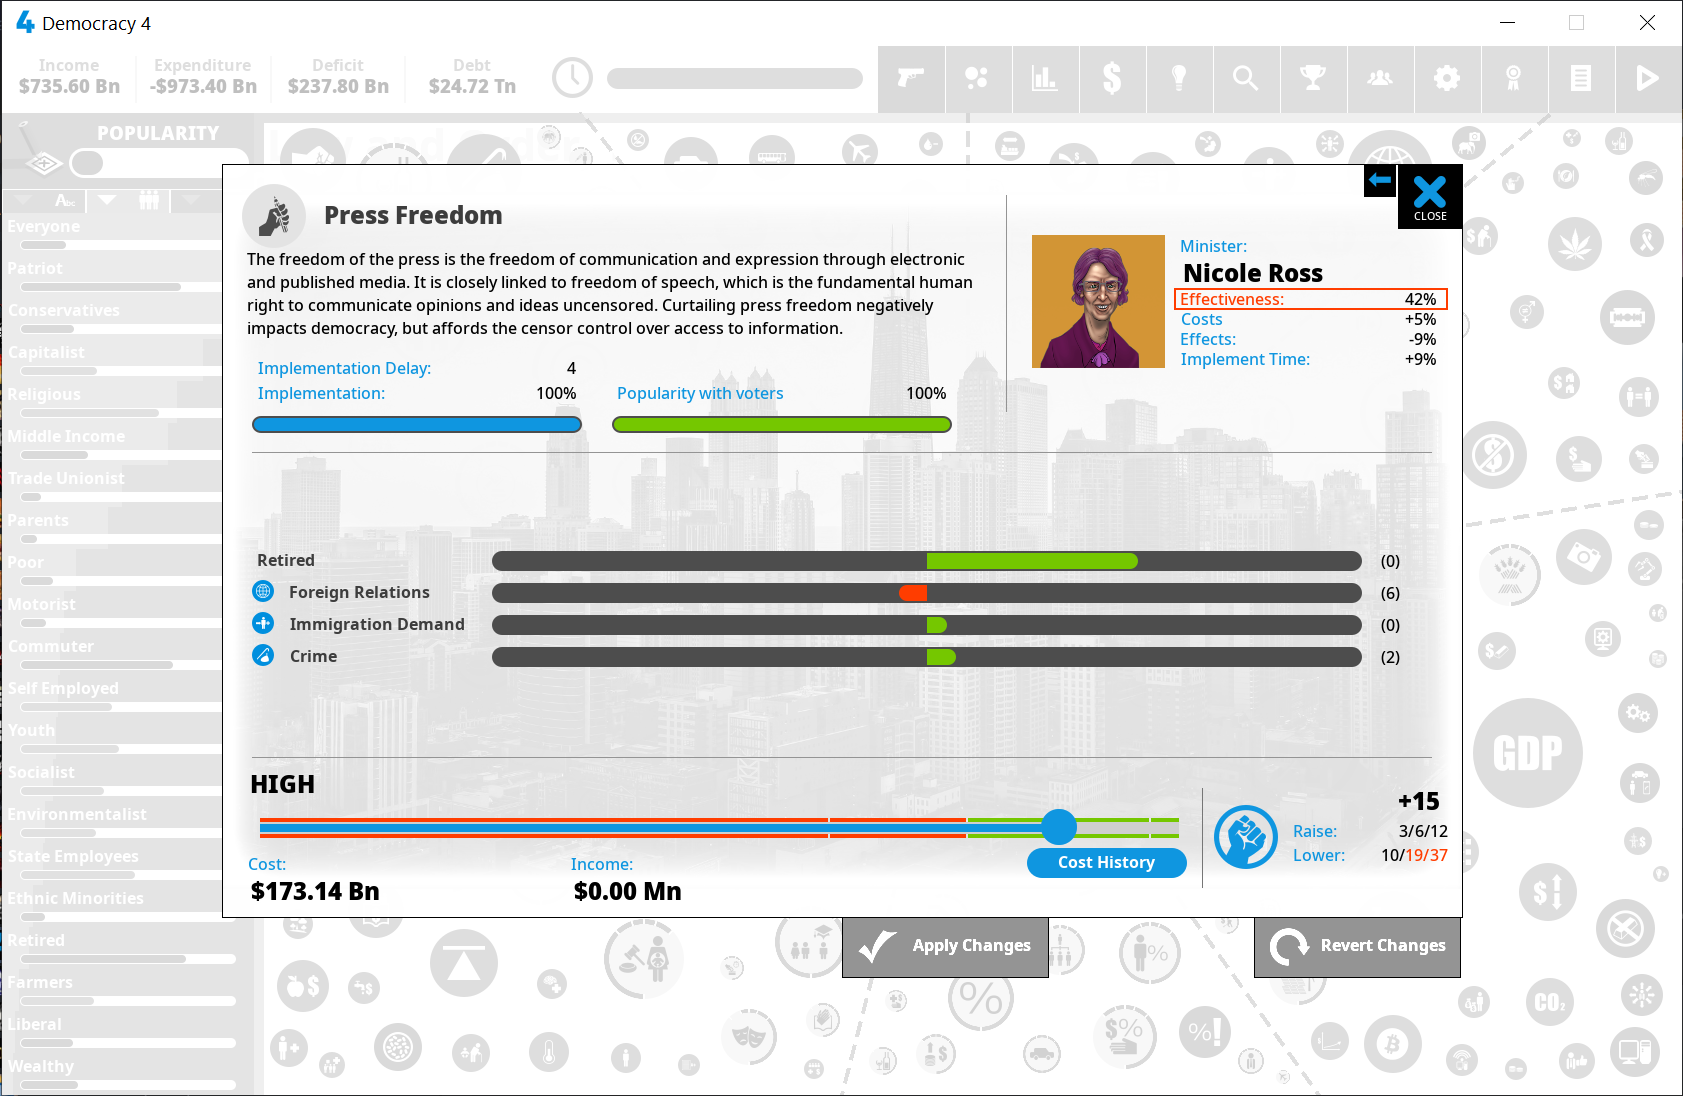 4 Democracy 4
Income Expenditure Deficit Debt
$735.60 Bn -$973.40 Bn $237.80 Bn $24.72 Tn
POPULARITY
Abc
Everyone
Patriot
Conservatives
Capitalist
Religious
Middle Income
Trade Unionist
Parents
Poor
Motorist
Commuter
Self Employed
Youth
Socialist
Environmentalist
State Employees
Ethnic Minorities
Retired
Farmers
Liberal
Wealthy
Press Freedom
The freedom of the press is the freedom of communication and expression through electronic
and published media. It is closely linked to freedom of speech, which is the fundamental human
right to communicate opinions and ideas uncensored. Curtailing press freedom negatively
impacts democracy, but affords the censor control over access to information.
Implementation Delay: 4
Implementation: 100%
Popularity with voters 100%
CLOSE
Minister:
Nicole Ross
Effectiveness: 42%
Costs +5%
Effects: -9%
Implement Time: +9%
Retired (0)
Foreign Relations (6)
Immigration Demand (0)
Crime (2)
HIGH
Cost:
$173.14 Bn
Income:
$0.00 Mn
Cost History
+15
Raise: 3/6/12
Lower: 10/19/37
Apply Changes
Revert Changes
GDP
CO2
%
%
$%
%!